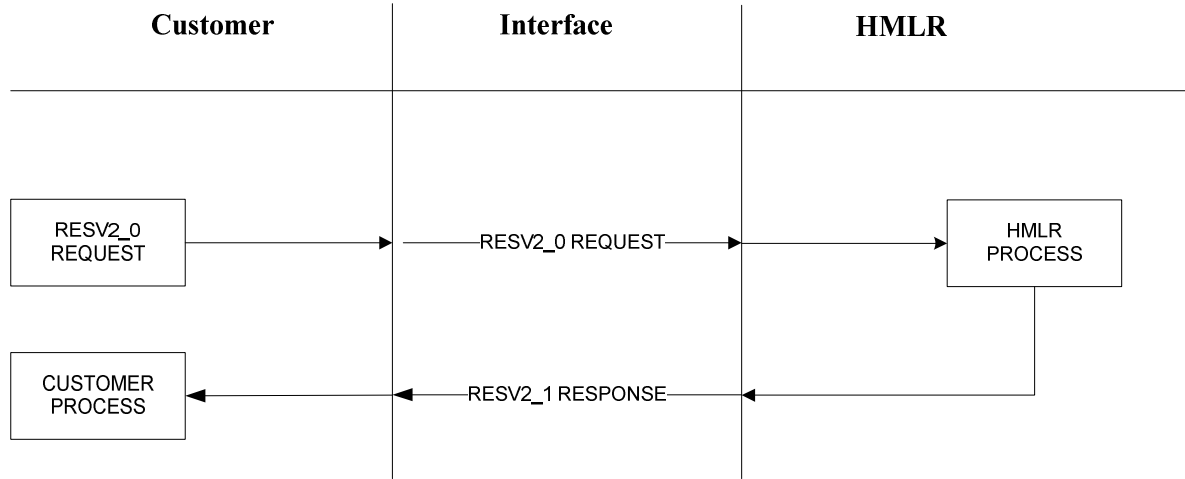 Customer
Interface
HMLR
RESV2_0
REQUEST
RESV2_0 REQUEST
HMLR
PROCESS
CUSTOMER
PROCESS
RESV2_1 RESPONSE